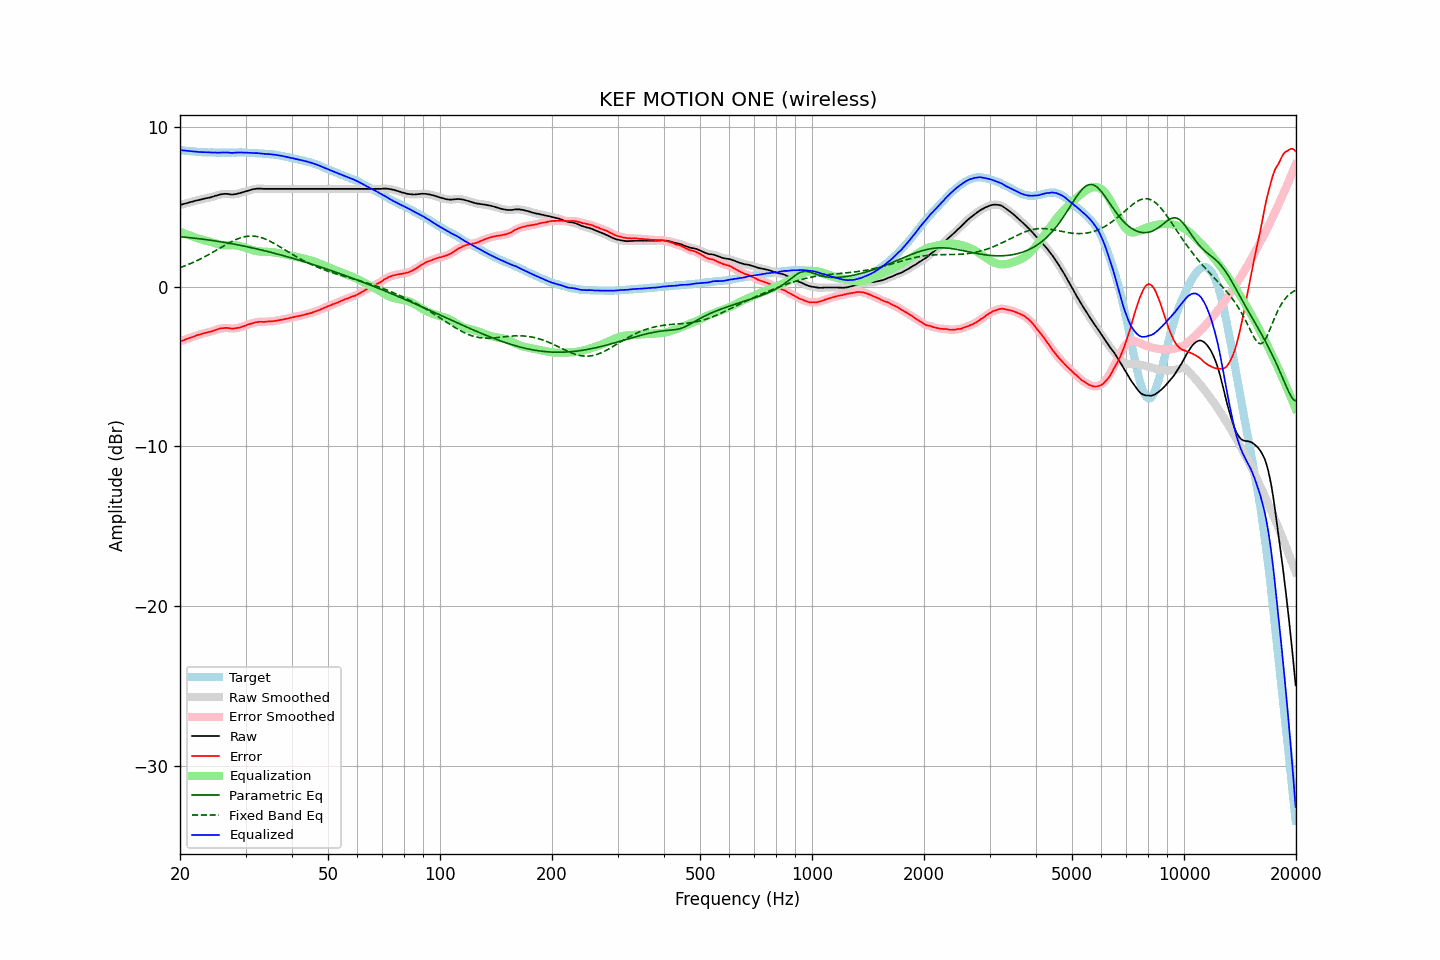 KEF MOTION ONE (wireless)
10
0
−10
−20
−30
Amplitude (dBr)
Target
Raw Smoothed
Error Smoothed
Raw
Error
Equalization
Parametric Eq
Fixed Band Eq
Equalized
20 50 100 200 500 1000 2000 5000 10000 20000
Frequency (Hz)